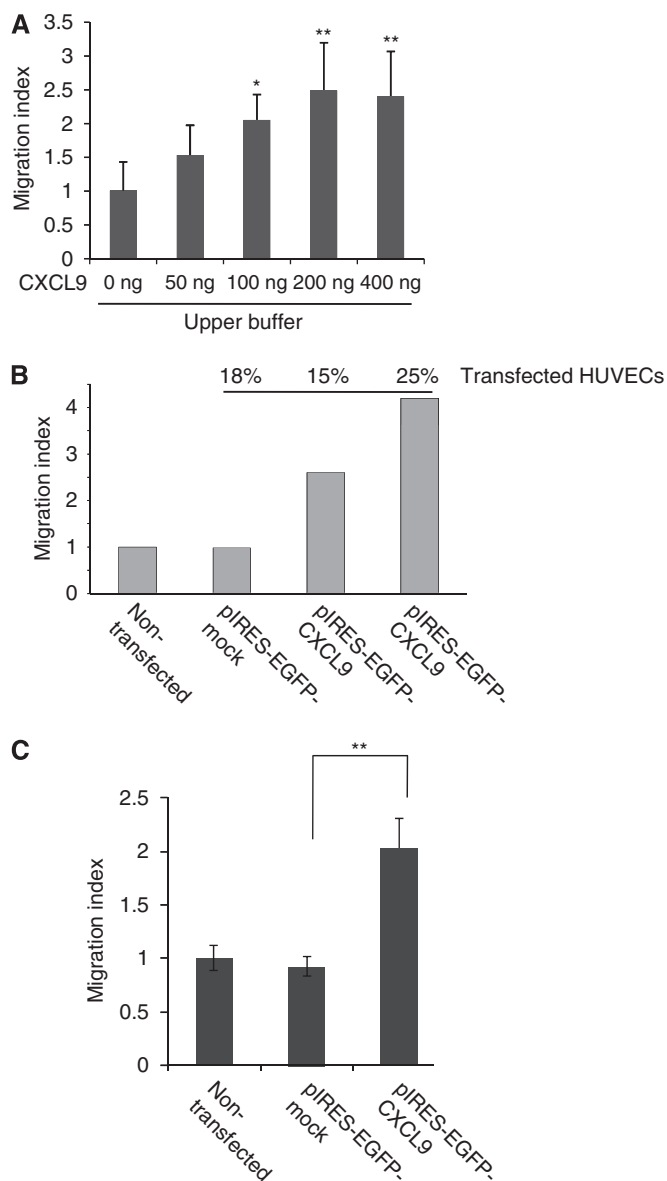 A
Migration index
3.5
3
2.5
2
1.5
1
0.5
0
*
**
**
CXCL9 0 ng 50 ng 100 ng 200 ng 400 ng
Upper buffer
B
18% 15% 25% Transfected HUVECs
Migration index
4
3
2
1
0
Non-
transfected
pIRES-EGFP-
mock
pIRES-EGFP-
CXCL9
pIRES-EGFP-
CXCL9
C
**
Migration index
2.5
2
1.5
1
0.5
0
Non-
transfected
pIRES-EGFP-
mock
pIRES-EGFP-
CXCL9